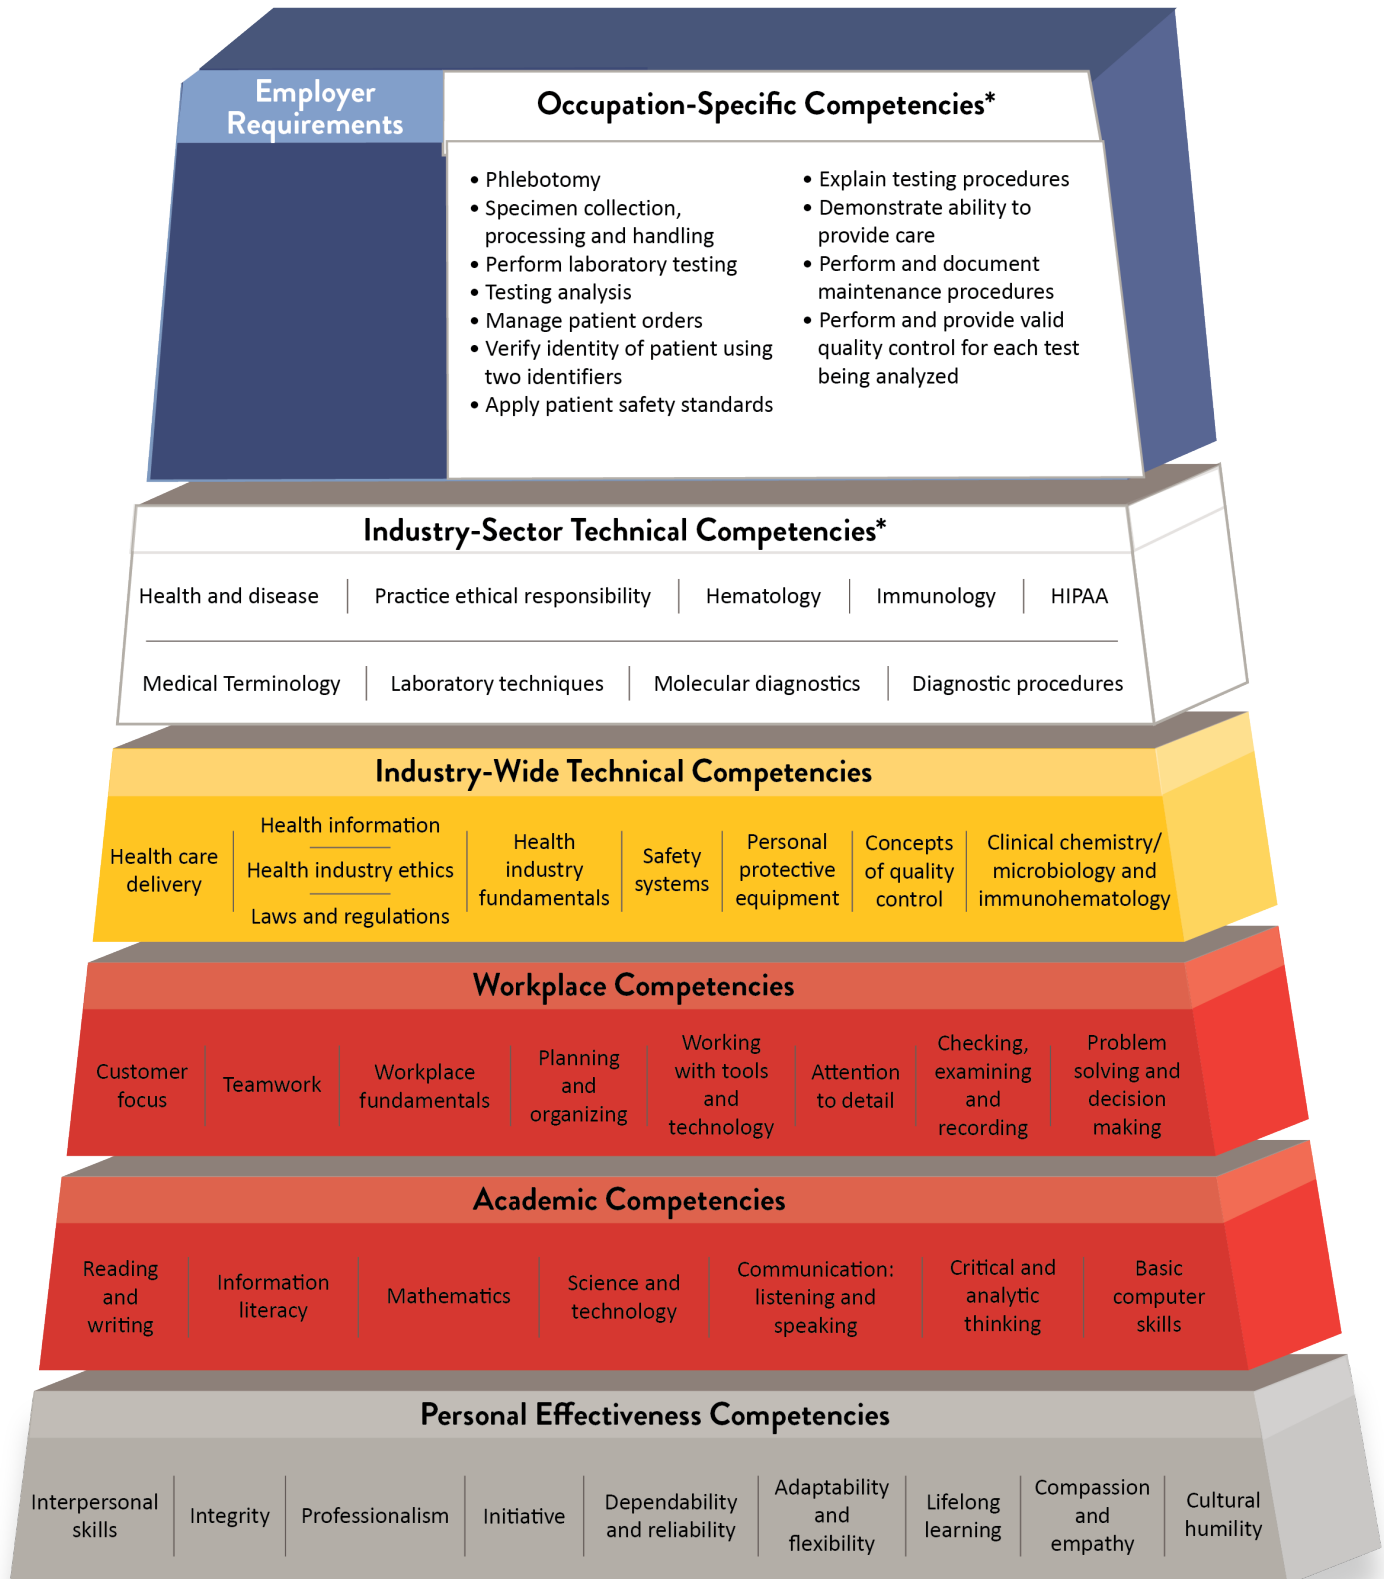 Employer
Requirements
Occupation-Specific Competencies*
• Phlebotomy
• Specimen collection,
processing and handling
• Perform laboratory testing
• Testing analysis
• Manage patient orders
• Verify identity of patient using
two identifiers
• Apply patient safety standards
• Explain testing procedures
• Demonstrate ability to
provide care
• Perform and document
maintenance procedures
• Perform and provide valid
quality control for each test
being analyzed
Industry-Sector Technical Competencies*
Health and disease
Practice ethical responsibility
Hematology
Immunology
HIPAA
Medical Terminology
Laboratory techniques
Molecular diagnostics
Diagnostic procedures
Industry-Wide Technical Competencies
Health care
delivery
Health information
Health industry ethics
Laws and regulations
Health
industry
fundamentals
Safety
systems
Personal
protective
equipment
Concepts
of quality
control
Clinical chemistry/
microbiology and
immunohematology
Workplace Competencies
Customer
focus
Teamwork
Workplace
fundamentals
Planning
and
organizing
Working
with tools
and
technology
Attention
to detail
Checking,
examining
and
recording
Problem
solving and
decision
making
Academic Competencies
Reading
and
writing
Information
literacy
Mathematics
Science and
technology
Communication:
listening and
speaking
Critical and
analytic
thinking
Basic
computer
skills
Personal Effectiveness Competencies
Interpersonal
skills
Integrity
Professionalism
Initiative
Dependability
and reliability
Adaptability
and
flexibility
Lifelong
learning
Compassion
and
empathy
Cultural
humility